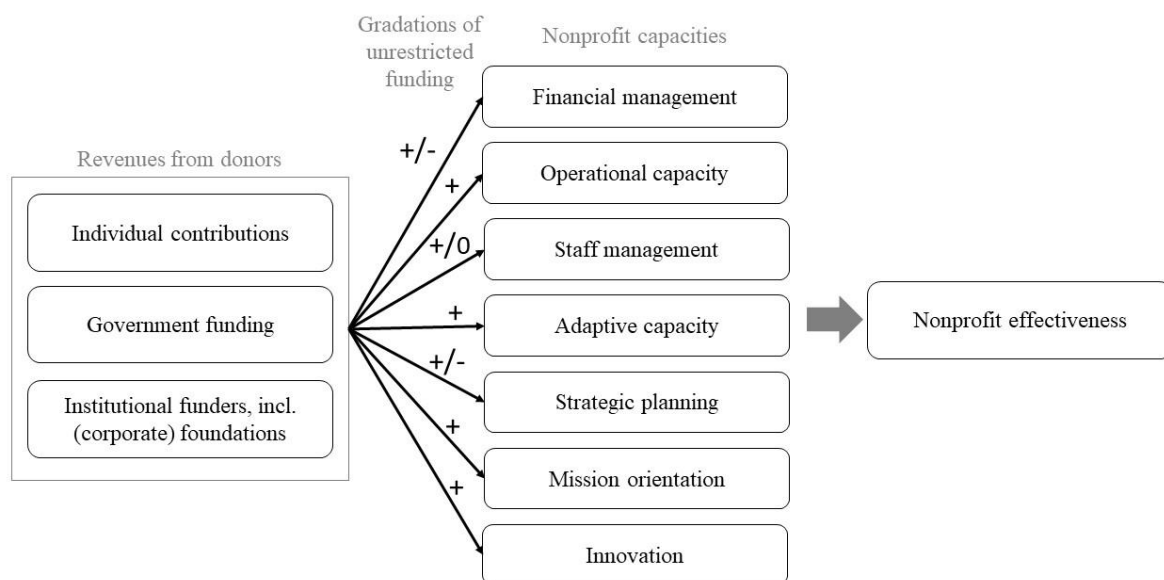 Gradations of
unrestricted
funding
Nonprofit capacities
Revenues from donors
Individual contributions
Government funding
Institutional funders, incl.
(corporate) foundations
+/-
+
+/0
+
+/-
+
+
Financial management
Operational capacity
Staff management
Adaptive capacity
Strategic planning
Mission orientation
Innovation
Nonprofit effectiveness